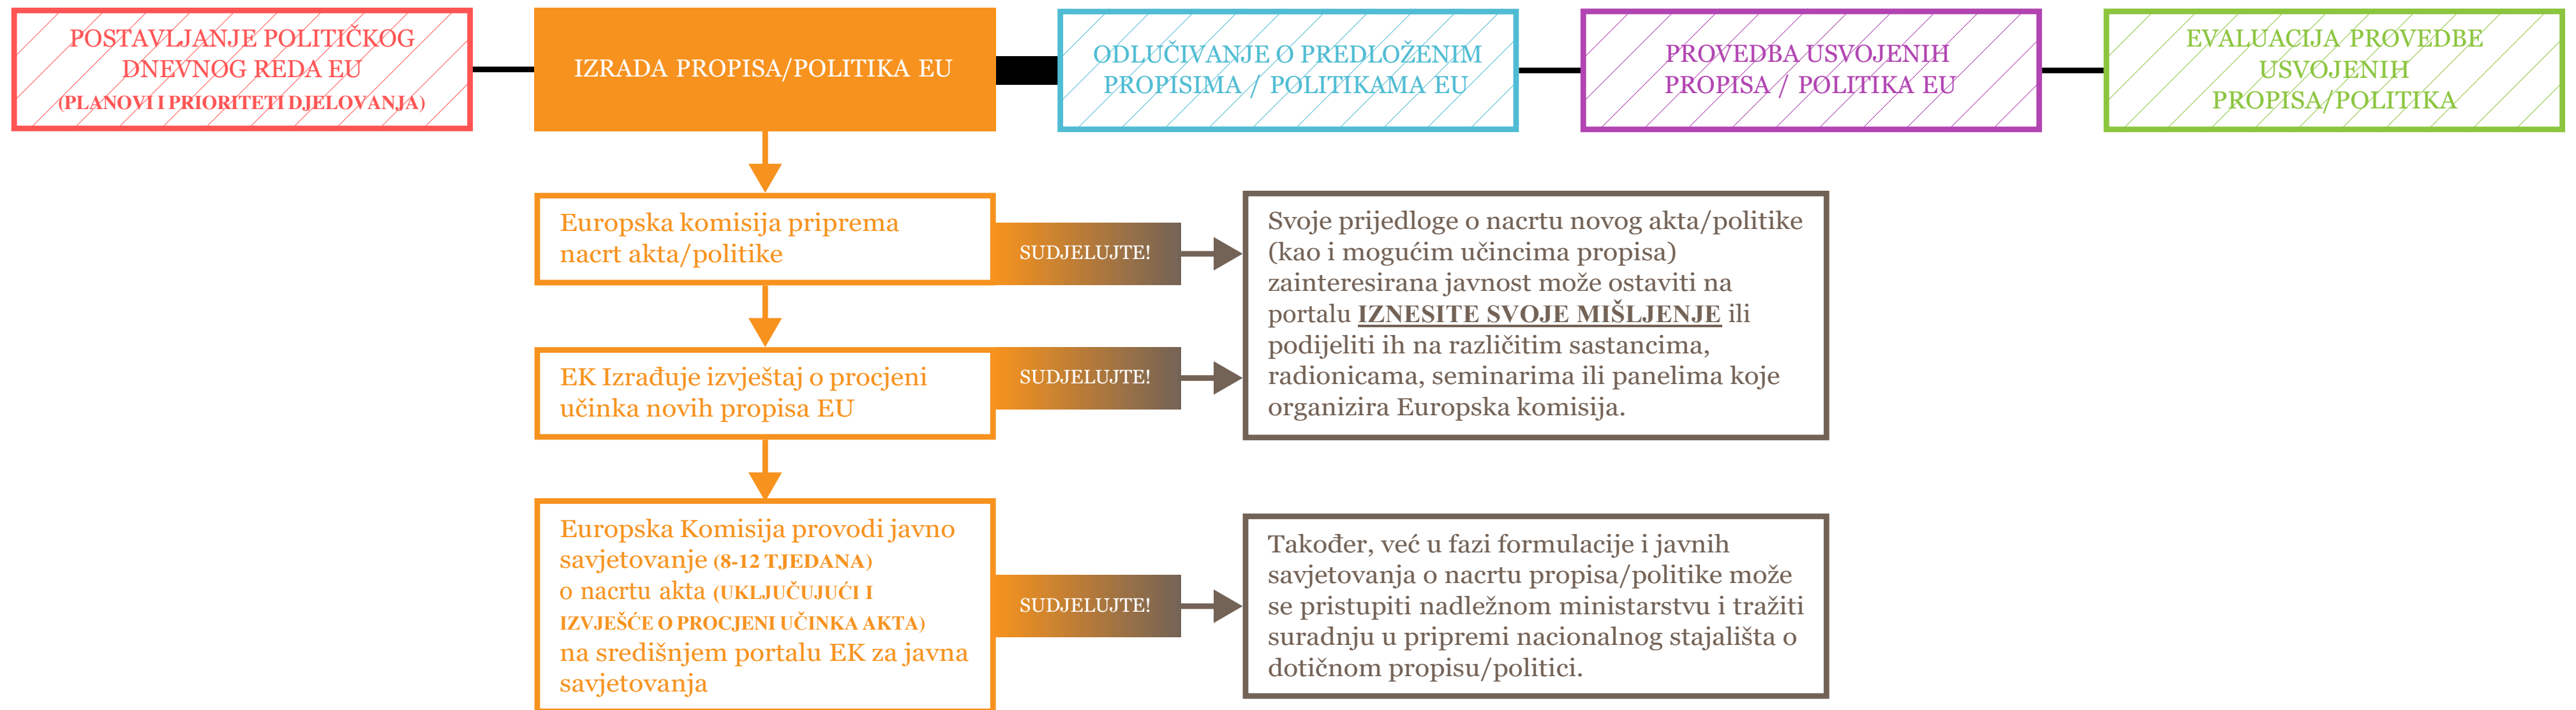 POSTAVLJANJE POLITIČKOG
DNEVNOG REDA EU
(PLANOVI I PRIORITETI DJELOVANJA)
IZRADA PROPISA/POLITIKA EU
ODLUČIVANJE O PREDLOŽENIM
PROPISIMA / POLITIKAMA EU
PROVEDBA USVOJENIH
PROPISA / POLITIKA EU
EVALUACIJA PROVEDBE
USVOJENIH
PROPISA/POLITIKA
Europska komisija priprema
nacrt akta/politike
SUDJELUJTE!
Svoje prijedloge o nacrtu novog akta/politike
(kao i mogućim učincima propisa)
zainteresirana javnost može ostaviti na
portalu IZNESITE SVOJE MIŠLJENJE ili
podijeliti ih na različitim sastancima,
radionicama, seminarima ili panelima koje
organizira Europska komisija.
EK Izrađuje izvještaj o procjeni
učinka novih propisa EU
SUDJELUJTE!
Europska Komisija provodi javno
savjetovanje (8-12 TJEDANA)
o nacrtu akta (UKLJUČUJUĆI I
IZVJEŠĆE O PROCJENI UČINKA AKTA)
na središnjem portalu EK za javna
savjetovanja
SUDJELUJTE!
Također, već u fazi formulacije i javnih
savjetovanja o nacrtu propisa/politike može
se pristupiti nadležnom ministarstvu i tražiti
suradnju u pripremi nacionalnog stajališta o
dotičnom propisu/politici.